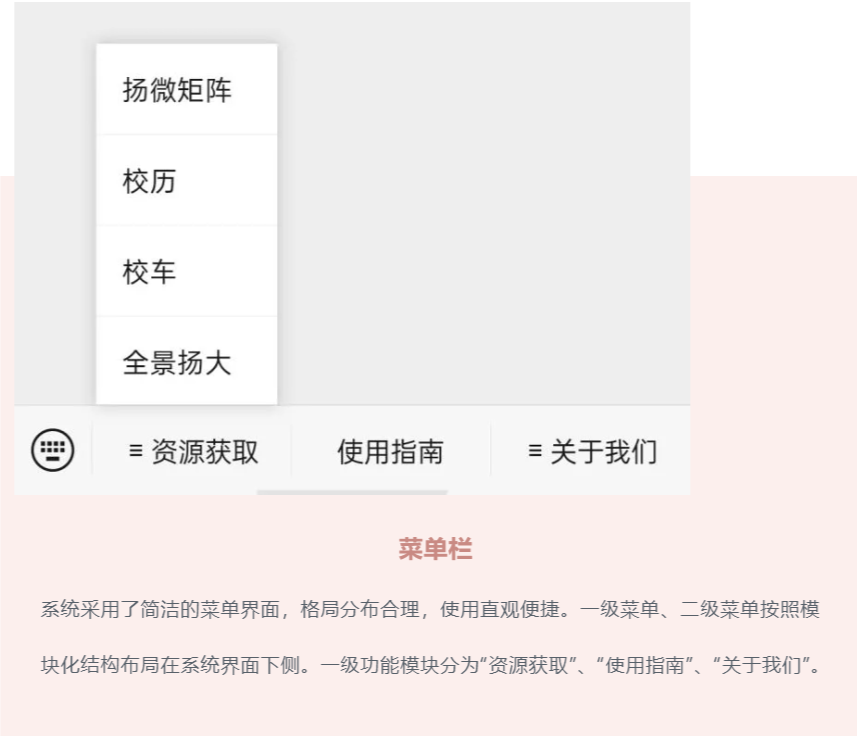 扬微矩阵
校历
校车
全景扬大
≡ 资源获取 使用指南 ≡ 关于我们
菜单栏
系统采用了简洁的菜单界面，格局分布合理，使用直观便捷。一级菜单、二级菜单按照模
块化结构布局在系统界面下侧。一级功能模块分为“资源获取”、“使用指南”、“关于我们”。